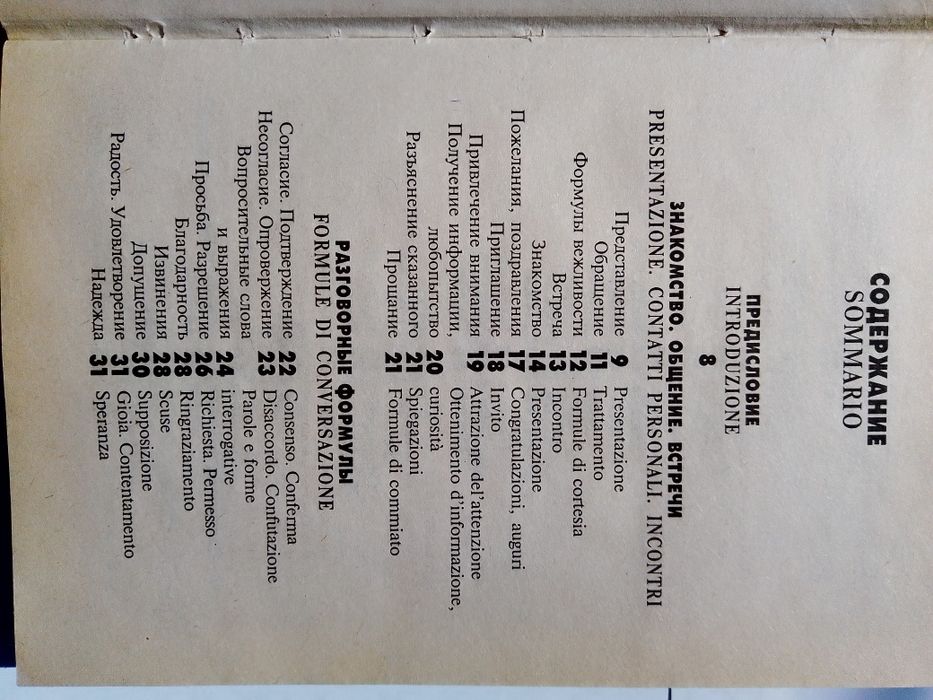 СОДЕРЖАНИЕ
SOMMARIO
ПРЕДИСЛОВИЕ
INTRODUZIONE
8
ЗНАКОМСТВО. ОБЩЕНИЕ. ВСТРЕЧИ
PRESENTAZIONE. CONTATTI PERSONALI. INCONTRI
Представление 9 Presentazione
Обращение 11 Trattamento
Формулы вежливости 12 Formule di cortesia
Встреча 13 Incontro
Знакомство 14 Presentazione
Пожелания, поздравления 17 Congratulazioni, auguri
Приглашение 18 Invito
Привлечение внимания 19 Attrazione del'attenzione
Получение информации, Ottenimento d'informazione,
любопытство 20 curiosità
Разъяснение сказанного 21 Spiegazioni
Прощание 21 Formule di commiato
РАЗГОВОРНЫЕ ФОРМУЛЫ
FORMULE DI CONVERSAZIONE
Согласие. Подтверждение 22 Consenso. Conferma
Несогласие. Опровержение 23 Disaccordo. Confutazione
Вопросительные слова Parole e forme
и выражения 24 interrogative
Просьба. Разрешение 26 Richiesta. Permesso
Благодарность 28 Ringraziamento
Извинения 28 Scuse
Допущение 30 Supposizione
Радость. Удовлетворение 31 Gioia. Contentamento
Надежда 31 Speranza